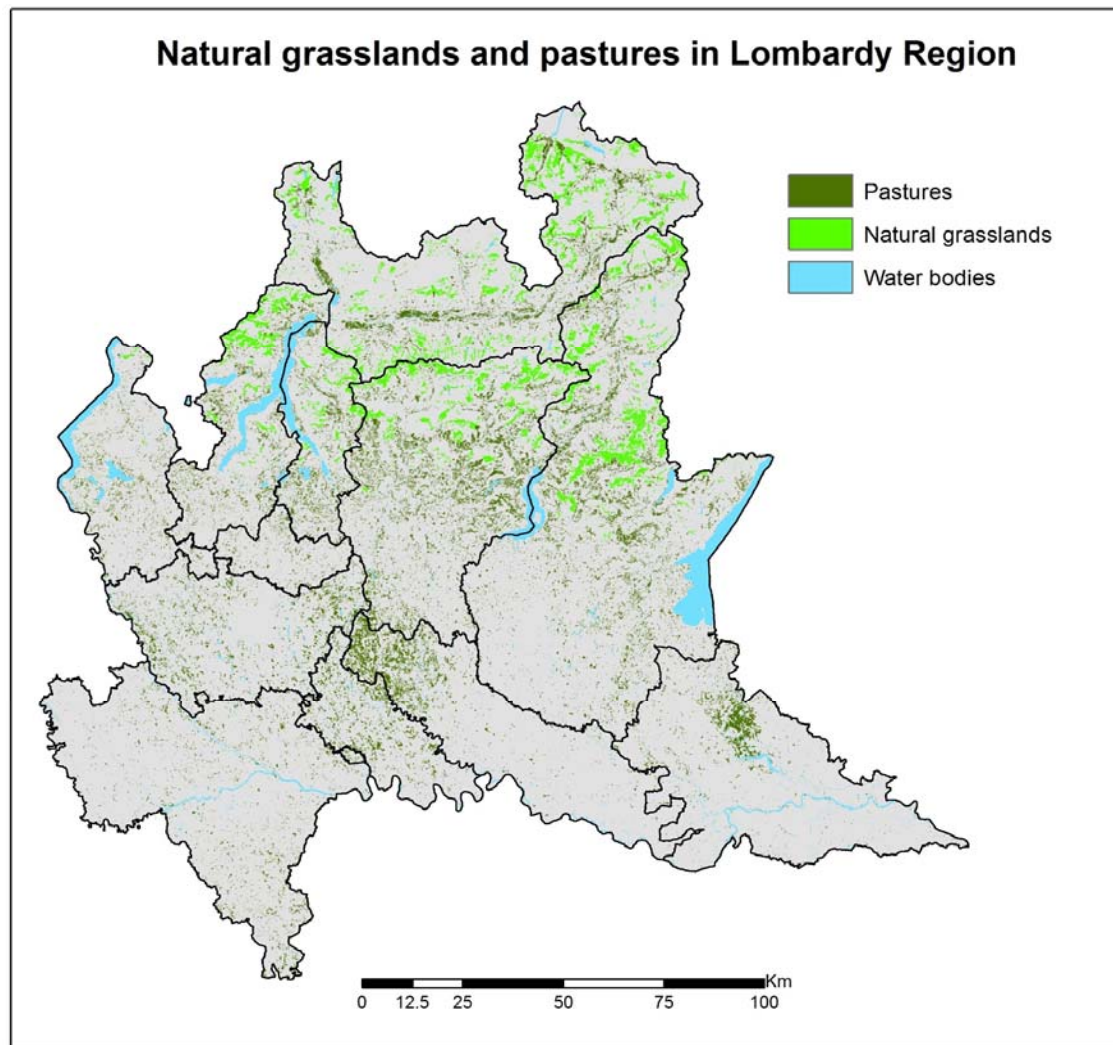 Natural grasslands and pastures in Lombardy Region
Pastures
Natural grasslands
Water bodies
Km
0 12.5 25 50 75 100